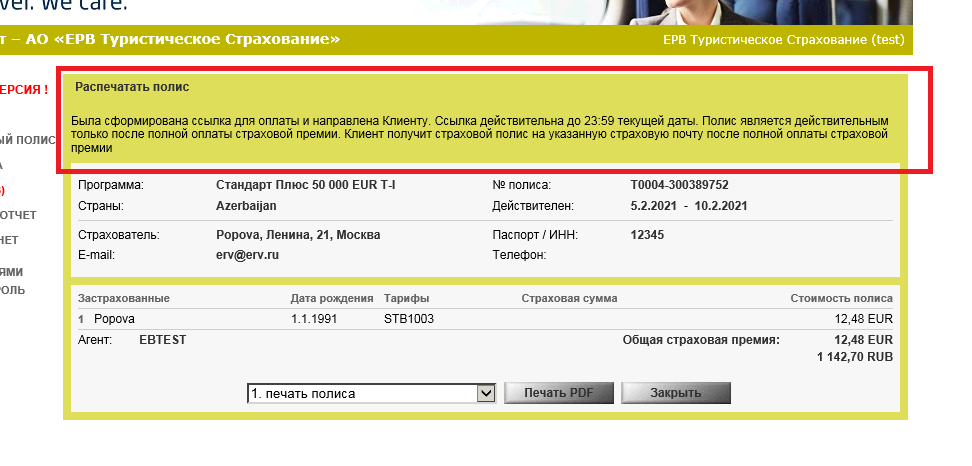 vel. We care.
т – АО «ЕРВ Туристическое Страхование» ЕРВ Туристическое Страхование (test)
ЕРСИЯ !
Распечатать полис
Была сформирована ссылка для оплаты и направлена Клиенту. Ссылка действительна до 23:59 текущей даты. Полис является действительным
только после полной оплаты страховой премии. Клиент получит страховой полис на указанную страховую почту после полной оплаты страховой
премии
ЫЙ ПОЛИС
А
Программа: Стандарт Плюс 50 000 EUR T-I № полиса: T0004-300389752
Страны: Azerbaijan Действителен: 5.2.2021 - 10.2.2021
ОТЧЕТ
Страхователь: Popova, Ленина, 21, Москва Паспорт / ИНН: 12345
НЕТ
E-mail: erv@erv.ru Телефон:
ЯМИ
РОЛЬ
Застрахованные Дата рождения Тарифы Страховая сумма Стоимость полиса
1 Popova 1.1.1991 STB1003 12,48 EUR
Агент: EBTEST Общая страховая премия: 12,48 EUR
1 142,70 RUB
1. печать полиса Печать PDF Закрыть